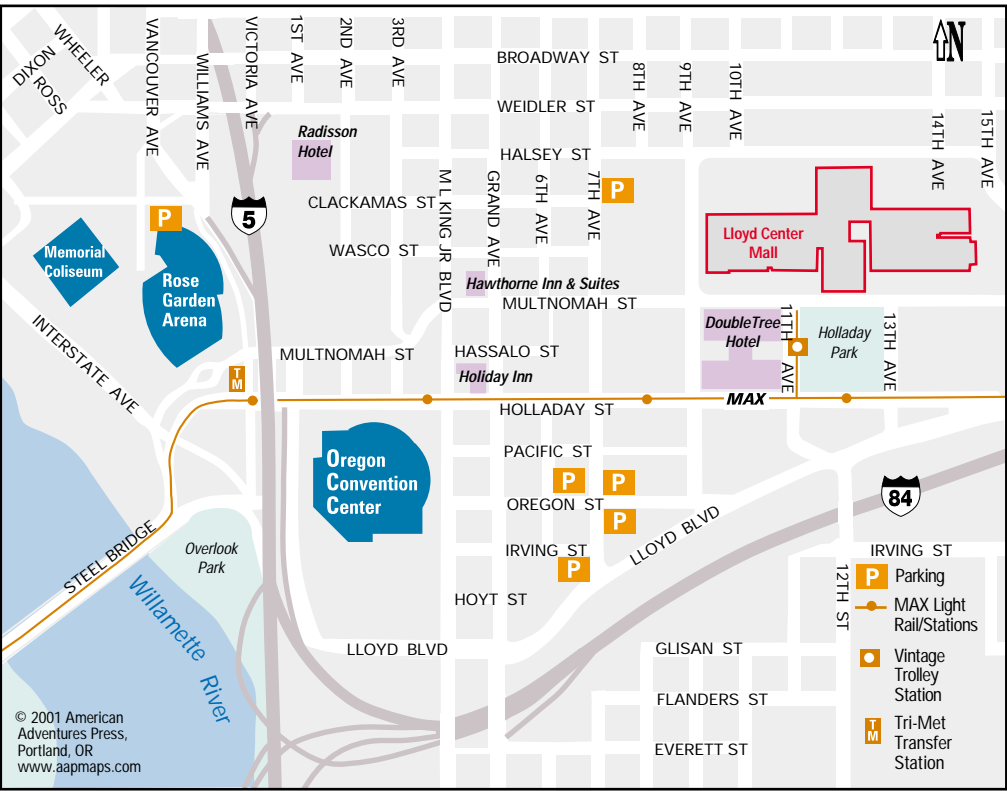 WHEELER
DIXON
ROSS
VANCOUVER AVE
WILLIAMS AVE
VICTORIA AVE
1ST AVE
2ND AVE
3RD AVE
BROADWAY ST
N
8TH AVE
9TH AVE
10TH AVE
WEIDLER ST
14TH AVE
15TH AVE
Radisson
Hotel
HALSEY ST
M L KING JR BLVD
GRAND AVE
6TH AVE
7TH AVE
P
CLACKAMAS ST
P
5
Lloyd Center
Mall
WASCO ST
Memorial
Coliseum
Rose
Garden
Arena
Hawthorne Inn & Suites
MULTNOMAH ST
INTERSTATE AVE
DoubleTree
Hotel
11TH AVE
Holladay
Park
13TH AVE
MULTNOMAH ST
HASSALO ST
T
M
Holiday Inn
MAX
HOLLADAY ST
Oregon
Convention
Center
PACIFIC ST
P
P
OREGON ST
P
84
LLOYD BLVD
STEEL BRIDGE
Overlook
Park
IRVING ST
P
IRVING ST
12TH ST
P
Parking
HOYT ST
MAX Light
Rail/Stations
Willamette River
LLOYD BLVD
GLISAN ST
Vintage
Trolley
Station
FLANDERS ST
© 2001 American
Adventures Press,
Portland, OR
www.aapmaps.com
T
M
Tri-Met
Transfer
Station
EVERETT ST